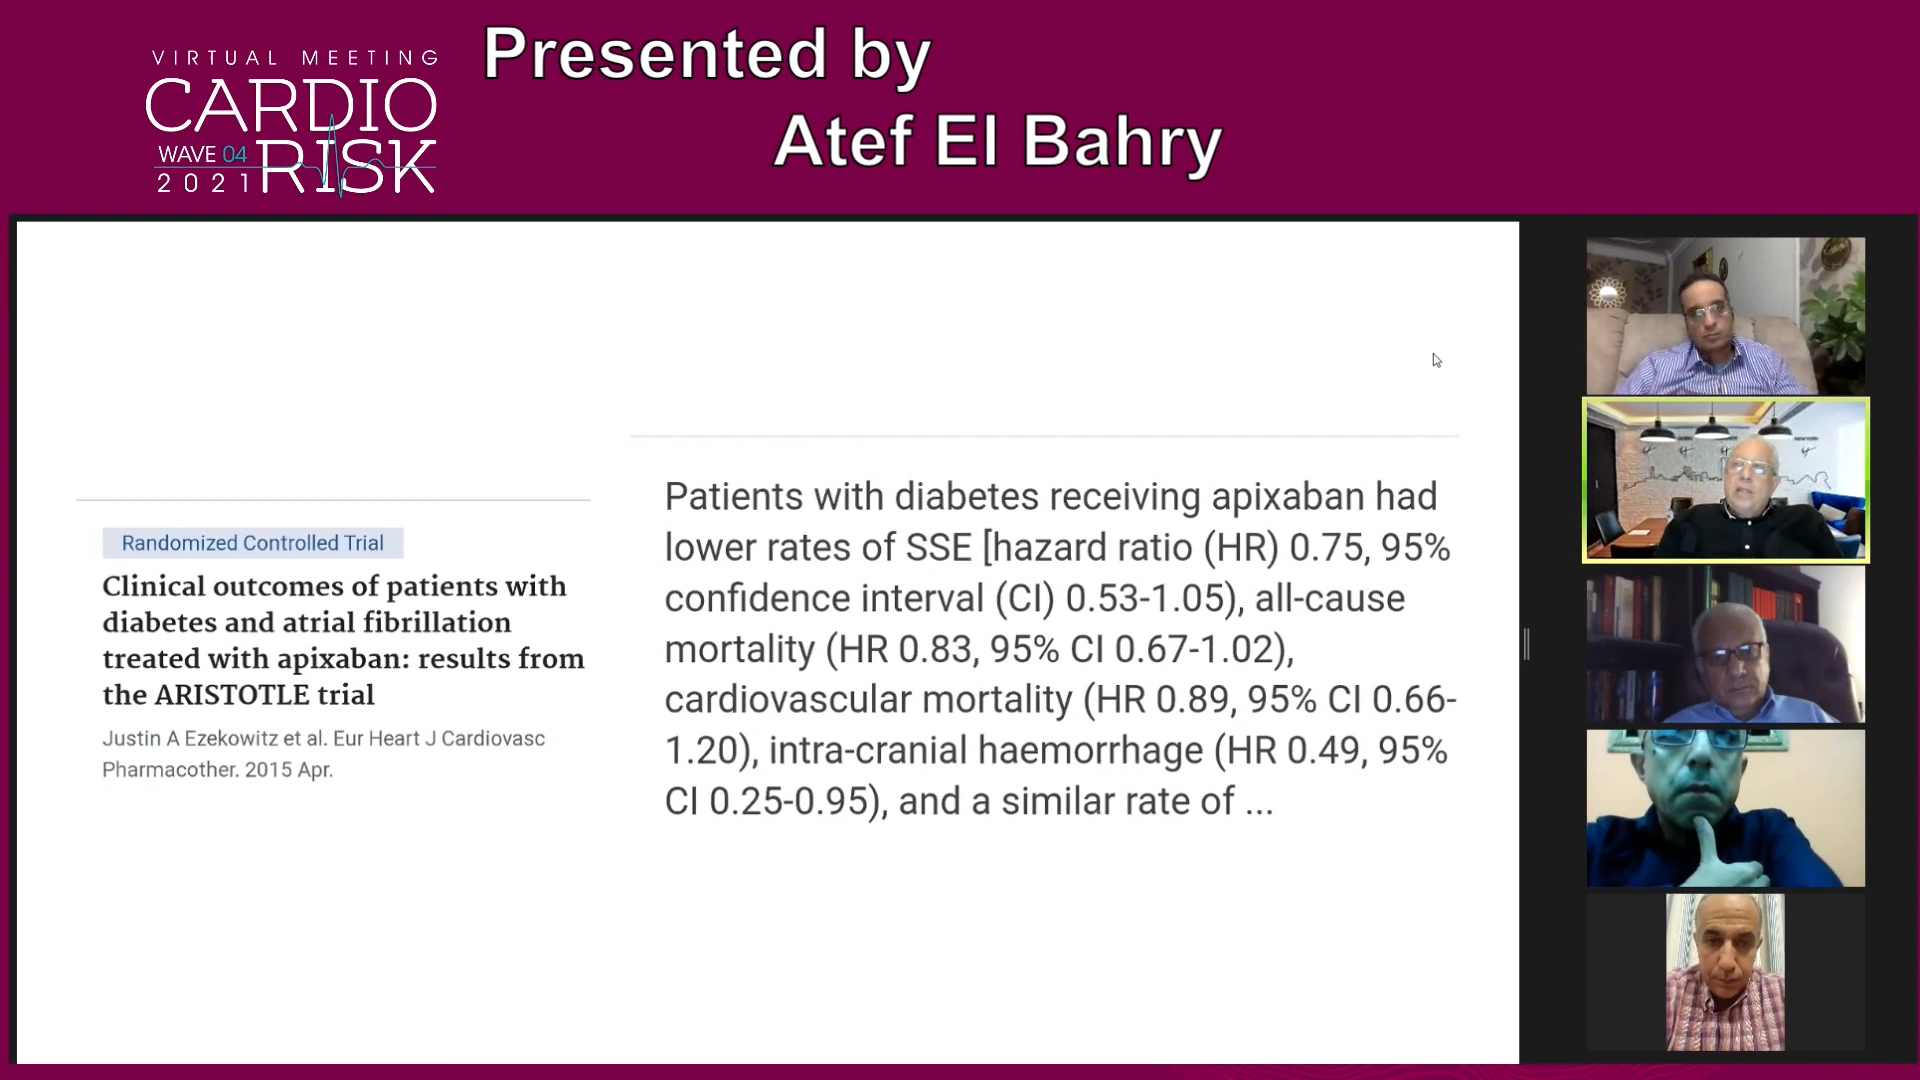 VIRTUAL MEETING
CARDIO
WAVE 04
RISK
2021
Presented by
Atef El Bahry
Randomized Controlled Trial
Clinical outcomes of patients with
diabetes and atrial fibrillation
treated with apixaban: results from
the ARISTOTLE trial
Justin A Ezekowitz et al. Eur Heart J Cardiovasc
Pharmacother. 2015 Apr.
Patients with diabetes receiving apixaban had
lower rates of SSE [hazard ratio (HR) 0.75, 95%
confidence interval (CI) 0.53-1.05), all-cause
mortality (HR 0.83, 95% CI 0.67-1.02),
cardiovascular mortality (HR 0.89, 95% CI 0.66-
1.20), intra-cranial haemorrhage (HR 0.49, 95%
CI 0.25-0.95), and a similar rate of ...